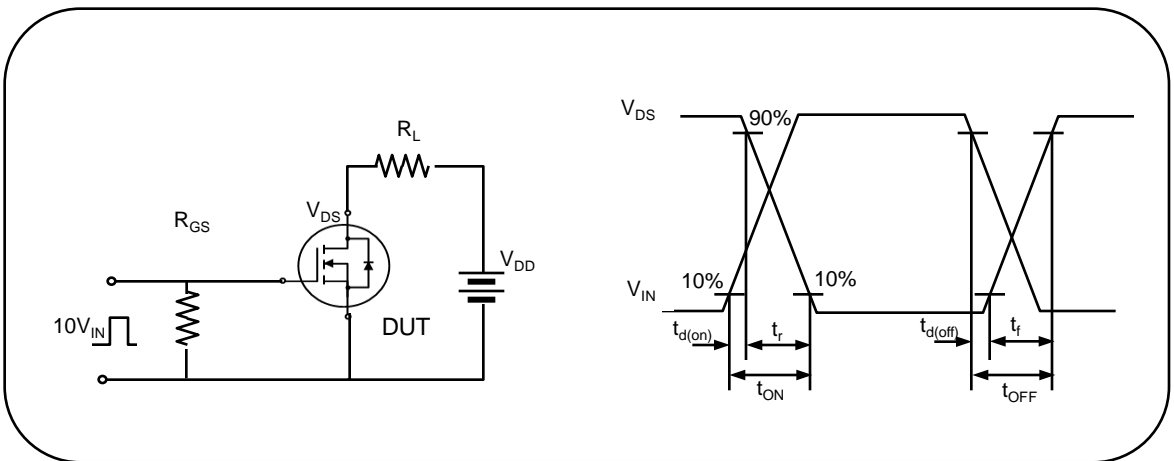 R_L
R_GS
V_DS
V_DD
10V_IN
DUT
V_DS
90%
10%
10%
V_IN
t_d(on)
t_r
t_d(off)
t_f
t_ON
t_OFF